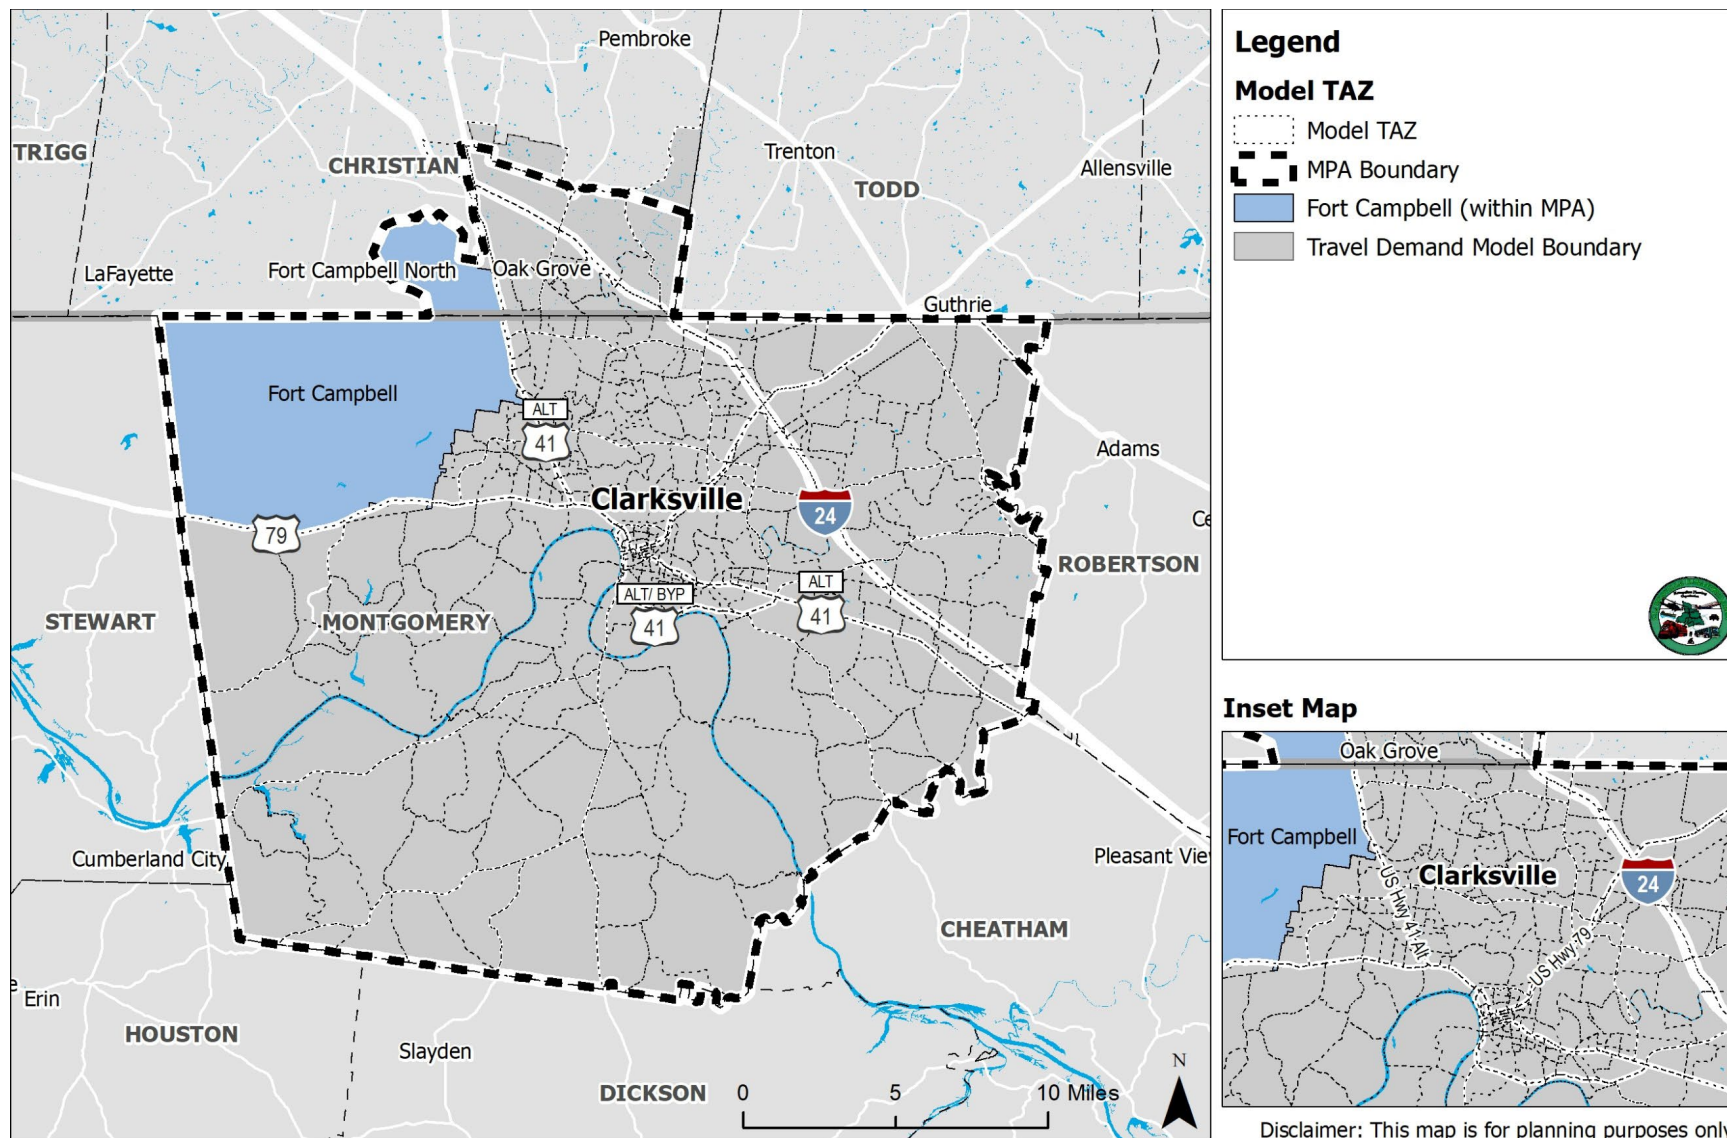 Pembroke
TRIGG
CHRISTIAN
Trenton
Allensville
TODD
LaFayette
Fort Campbell North
Oak Grove
Guthrie
Fort Campbell
ALT
41
Adams
Clarksville
24
79
ROBERTSON
ALT
ALT/ BYP
41
41
STEWART
MONTGOMERY
Cumberland City
Pleasant View
CHEATHAM
Erin
HOUSTON
Slayden
DICKSON
0 5 10 Miles
N
Legend
Model TAZ
Model TAZ
MPA Boundary
Fort Campbell (within MPA)
Travel Demand Model Boundary
Inset Map
Oak Grove
Fort Campbell
Clarksville
24
US Hwy 41 Alt
US Hwy 79
Disclaimer: This map is for planning purposes only